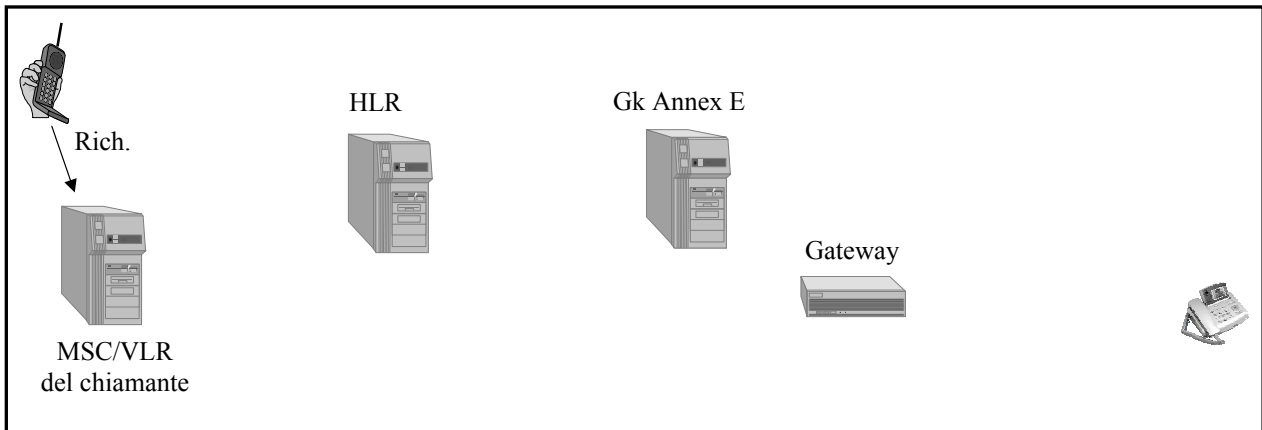 HLR
Gk Annex E
Rich.
Gateway
MSC/VLR
del chiamante